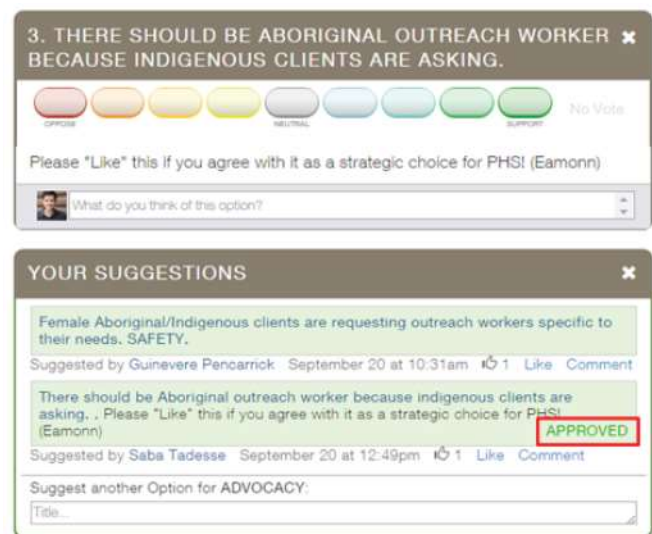 3. THERE SHOULD BE ABORIGINAL OUTREACH WORKER ✖
BECAUSE INDIGENOUS CLIENTS ARE ASKING.
OPPOSE NEUTRAL SUPPORT No Vote
Please "Like" this if you agree with it as a strategic choice for PHS! (Eamonn)
What do you think of this option?
YOUR SUGGESTIONS ✖
Female Aboriginal/Indigenous clients are requesting outreach workers specific to
their needs. SAFETY.
Suggested by Guinevere Pencarrick September 20 at 10:31am 1 Like Comment
There should be Aboriginal outreach worker because indigenous clients are
asking. . Please "Like" this if you agree with it as a strategic choice for PHS!
(Eamonn) APPROVED
Suggested by Saba Tadesse September 20 at 12:49pm 1 Like Comment
Suggest another Option for ADVOCACY:
Title...